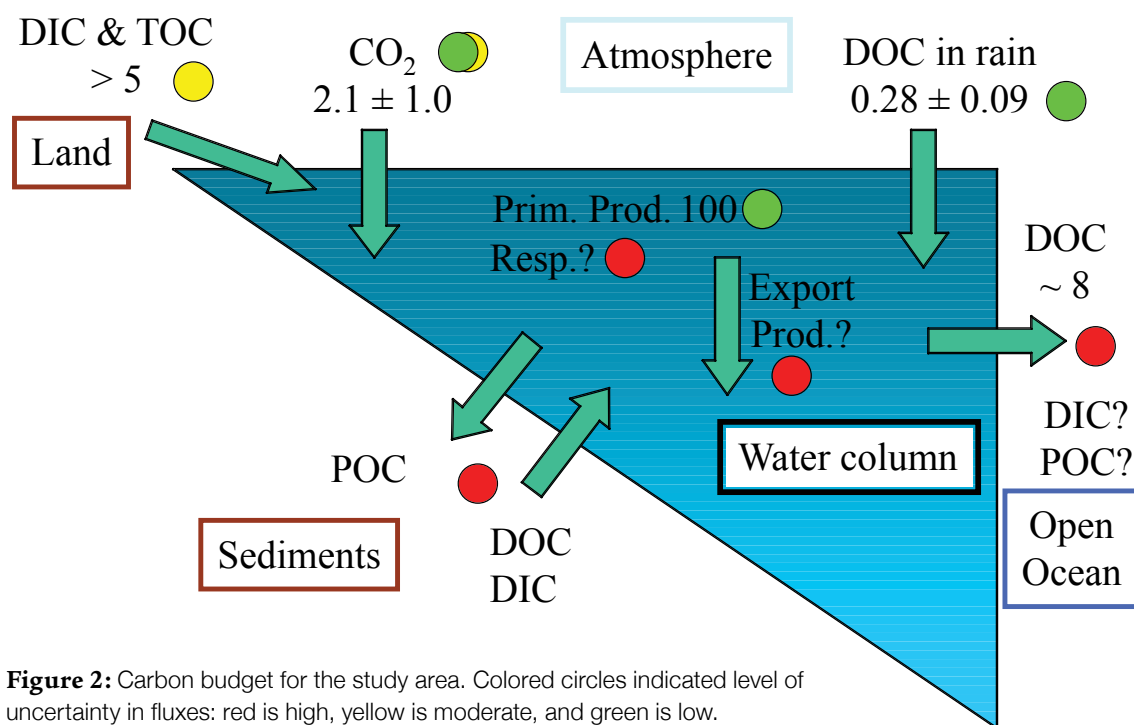 DIC & TOC
> 5
CO₂
2.1 ± 1.0
Atmosphere
DOC in rain
0.28 ± 0.09
Land
Prim. Prod. 100
Resp.?
Export
Prod.?
DOC
~ 8
DIC?
POC?
Water column
POC
Sediments
DOC
DIC
Open
Ocean
Figure 2: Carbon budget for the study area. Colored circles indicated level of
uncertainty in fluxes: red is high, yellow is moderate, and green is low.